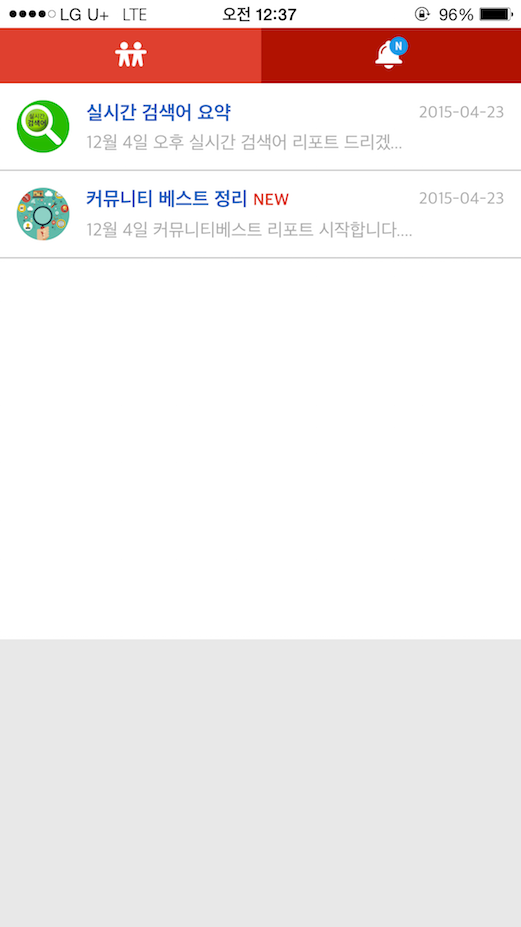 LG U+ LTE 오전 12:37 96%
N
실시간 검색어
실시간 검색어 요약 2015-04-23
12월 4일 오후 실시간 검색어 리포트 드리겠...
커뮤니티 베스트 정리 NEW 2015-04-23
12월 4일 커뮤니티베스트 리포트 시작합니다....